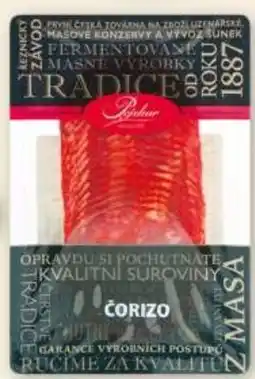 ŘEZNICKÝ
ZÁVOD
PRVNÍ ČESKÁ TOVÁRNA NA ZBOŽÍ UZENÁŘSKÉ,
MASOVÉ KONZERVY A VÝVOZ ŠUNEK
FERMENTOVANÉ
MASNÉ VÝROBKY
TRADICE
OD
ROKU
1887
OPRAVDU SI POCHUTNÁTE
KVALITNÍ SUROVINY
TRADICE
ČERSTVÉ
ČORIZO
Z MASA
GARANCE VÝROBNÍCH POSTUPŮ
RUČÍME ZA KVALITU